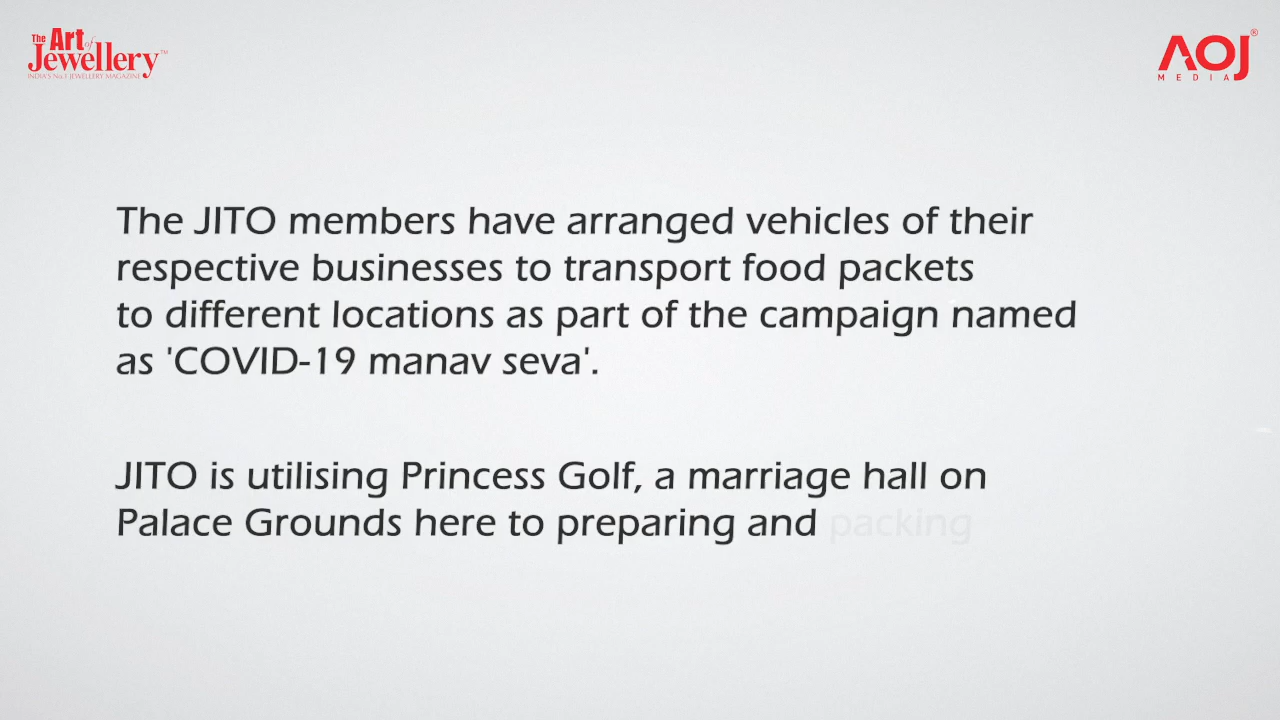 The Art of
Jewellery™
INDIA'S No.1 JEWELLERY MAGAZINE
AOJ®
MEDIA
The JITO members have arranged vehicles of their
respective businesses to transport food packets
to different locations as part of the campaign named
as 'COVID-19 manav seva'.
JITO is utilising Princess Golf, a marriage hall on
Palace Grounds here to preparing and packing